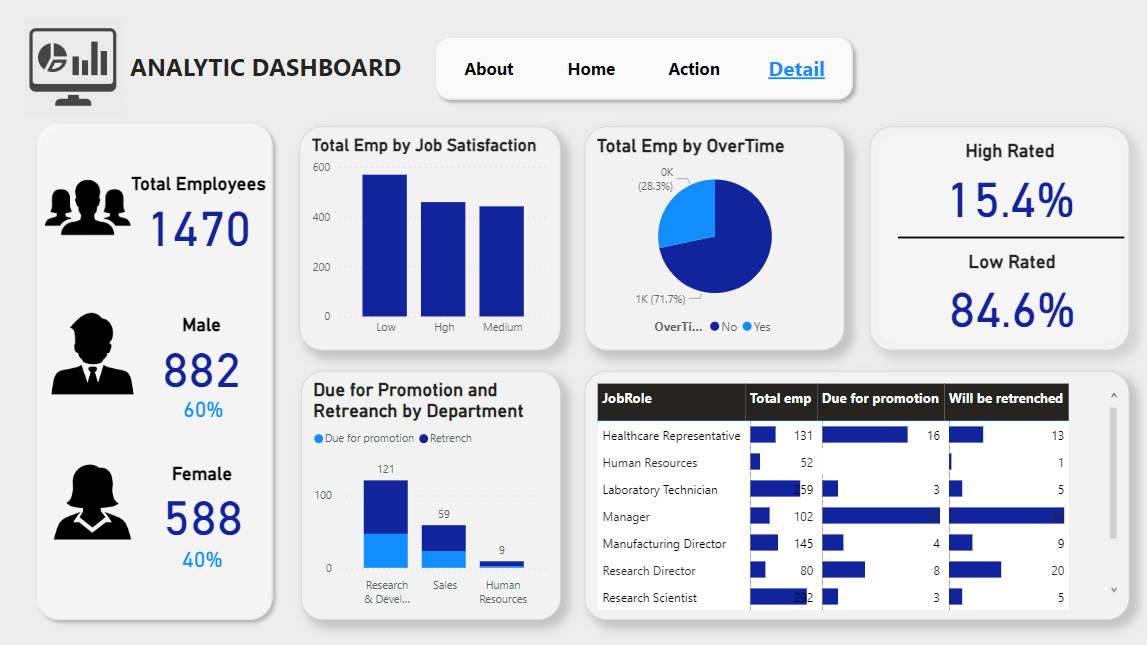 ANALYTIC DASHBOARD
About
Home
Action
Detail
Total Employees
1470
Male
882
60%
Female
588
40%
Total Emp by Job Satisfaction
600
400
200
0
Low
Hgh
Medium
Total Emp by OverTime
0K
(28.3%)
1K (71.7%)
OverTi...
No
Yes
High Rated
15.4%
Low Rated
84.6%
Due for Promotion and
Retreanch by Department
Due for promotion
Retrench
121
100
59
9
0
Research
& Devel...
Sales
Human
Resources
JobRole Total emp Due for promotion Will be retrenched
Healthcare Representative 131 16 13
Human Resources 52 1
Laboratory Technician 259 3 5
Manager 102
Manufacturing Director 145 4 9
Research Director 80 8 20
Research Scientist 292 3 5